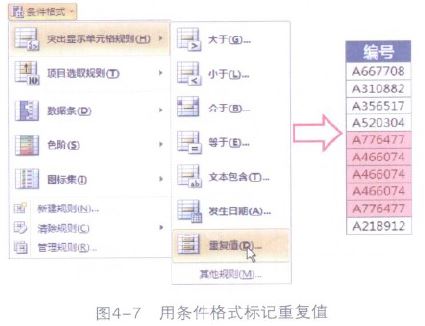 条件格式
突出显示单元格规则(H)
项目选取规则(T)
数据条(D)
色阶(S)
图标集(I)
新建规则(N)...
清除规则(C)
管理规则(R)...
大于(G)...
小于(L)...
介于(B)...
等于(E)...
文本包含(T)...
发生日期(A)...
重复值(D)...
其他规则(M)...
编号
A667708
A310882
A356517
A520304
A776477
A466074
A466074
A466074
A776477
A218912
图4-7 用条件格式标记重复值